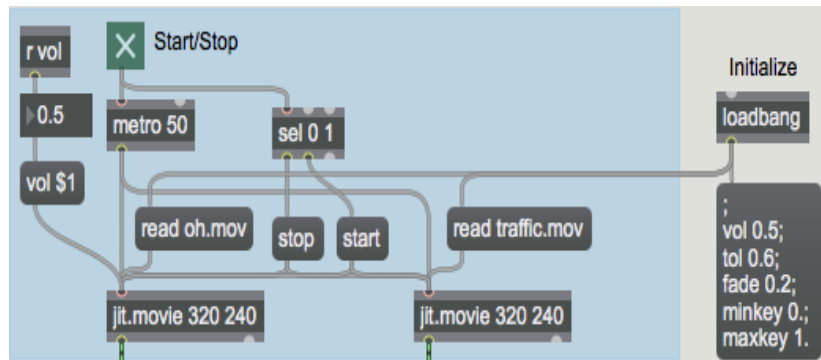 r vol
Start/Stop
Initialize
0.5
metro 50
sel 0 1
loadbang
vol $1
read oh.mov
stop
start
read traffic.mov
;
vol 0.5;
tol 0.6;
fade 0.2;
minkey 0.;
maxkey 1.
jit.movie 320 240
jit.movie 320 240